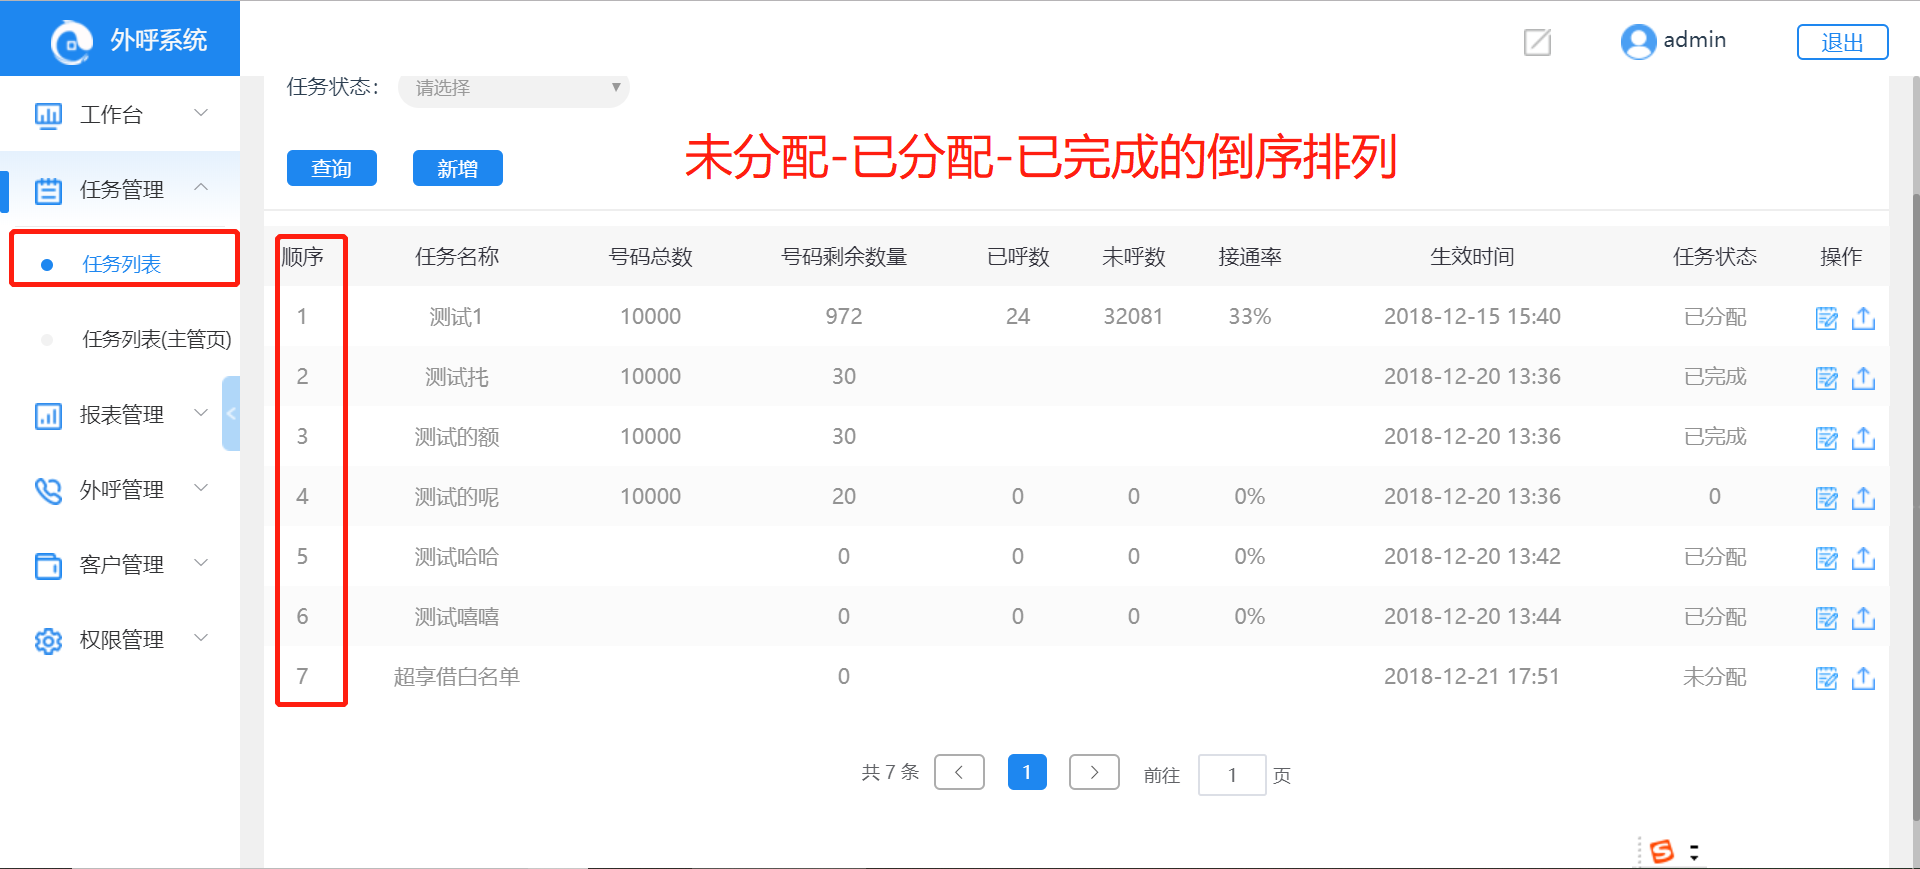 外呼系统
admin
退出
工作台
任务管理
任务列表
任务列表(主管页)
报表管理
外呼管理
客户管理
权限管理
任务状态： 请选择
查询 新增
未分配-已分配-已完成的倒序排列
顺序 任务名称 号码总数 号码剩余数量 已呼数 未呼数 接通率 生效时间 任务状态 操作
1 测试1 10000 972 24 32081 33% 2018-12-15 15:40 已分配
2 测试扥 10000 30 2018-12-20 13:36 已完成
3 测试的额 10000 30 2018-12-20 13:36 已完成
4 测试的呢 10000 20 0 0 0% 2018-12-20 13:36 0
5 测试哈哈 0 0 0 0% 2018-12-20 13:42 已分配
6 测试嘻嘻 0 0 0 0% 2018-12-20 13:44 已分配
7 超享借白名单 0 2018-12-21 17:51 未分配
共 7 条 1 前往 1 页